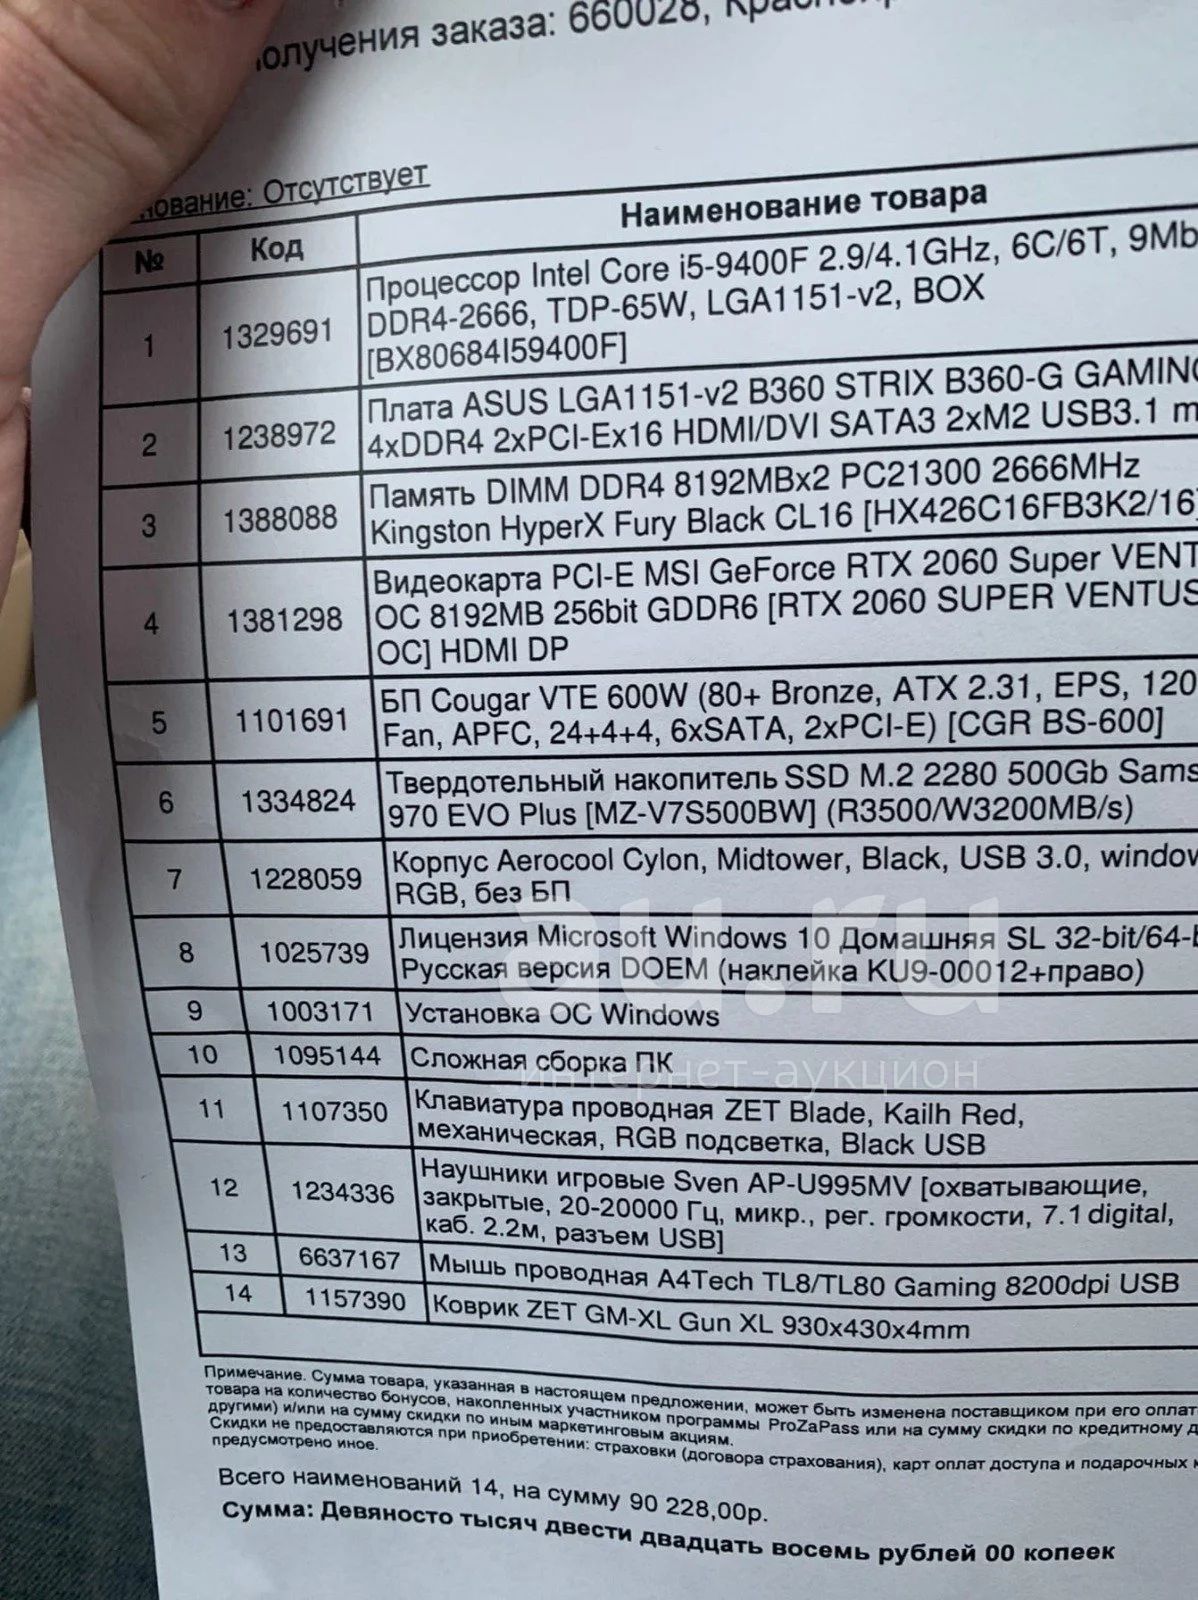 получения заказа: 660028,
Отсутствует
№
Код
Наименование товара
1
1329691
Процессор Intel Core i5-9400F 2.9/4.1GHz, 6C/6T, 9Mb
DDR4-2666, TDP-65W, LGA1151-v2, BOX
[BX80684I59400F]
2
1238972
Плата ASUS LGA1151-v2 B360 STRIX B360-G GAMING
4xDDR4 2xPCI-Ex16 HDMI/DVI SATA3 2xM2 USB3.1
3
1388088
Память DIMM DDR4 8192MBx2 PC21300 2666MHz
Kingston HyperX Fury Black CL16 [HX426C16FB3K2/16]
4
1381298
Видеокарта PCI-E MSI GeForce RTX 2060 Super
OC 8192MB 256bit GDDR6 [RTX 2060 SUPER VENTUS
OC] HDMI DP
5
1101691
БП Cougar VTE 600W (80+ Bronze, ATX 2.31, EPS, 120
Fan, APFC, 24+4+4, 6xSATA, 2xPCI-E) [CGR BS-600]
6
1334824
Твердотельный накопитель SSD M.2 2280 500Gb
970 EVO Plus [MZ-V7S500BW] (R3500/W3200MB/s)
7
1228059
Корпус Aerocool Cylon, Midtower, Black, USB 3.0, window
RGB, без БП
8
1025739
Лицензия Microsoft Windows 10 Домашняя SL 32-bit/64-b
Русская версия DOEM (наклейка KU9-00012+право)
9
1003171
Установка ОС Windows
10
1095144
Сложная сборка ПК
11
1107350
Клавиатура проводная ZET Blade, Kailh Red,
механическая, RGB подсветка, Black USB
12
1234336
Наушники игровые Sven AP-U995MV [охватывающие,
закрытые, 20-20000 Гц, микр., рег. громкости, 7.1 digital,
каб. 2.2м, разъем USB]
13
6637167
Мышь проводная A4Tech TL8/TL80 Gaming 8200dpi USB
14
1157390
Коврик ZET GM-XL Gun XL 930x430x4mm
Примечание. Сумма товара, указанная в настоящем предложении, может быть изменена поставщиком при его оплат
товара на количество бонусов, накопленных участником программы ProZaPass или на сумму скидки по кредитному д
другими) и/или на сумму скидки по иным маркетинговым акциям.
Скидки не предоставляются при приобретении: страховки (договора страхования), карт оплат доступа и подарочных к
предусмотрено иное.
Всего наименований 14, на сумму 90 228,00р.
Сумма: Девяносто тысяч двести двадцать восемь рублей 00 копеек
au.ru
интернет-аукцион